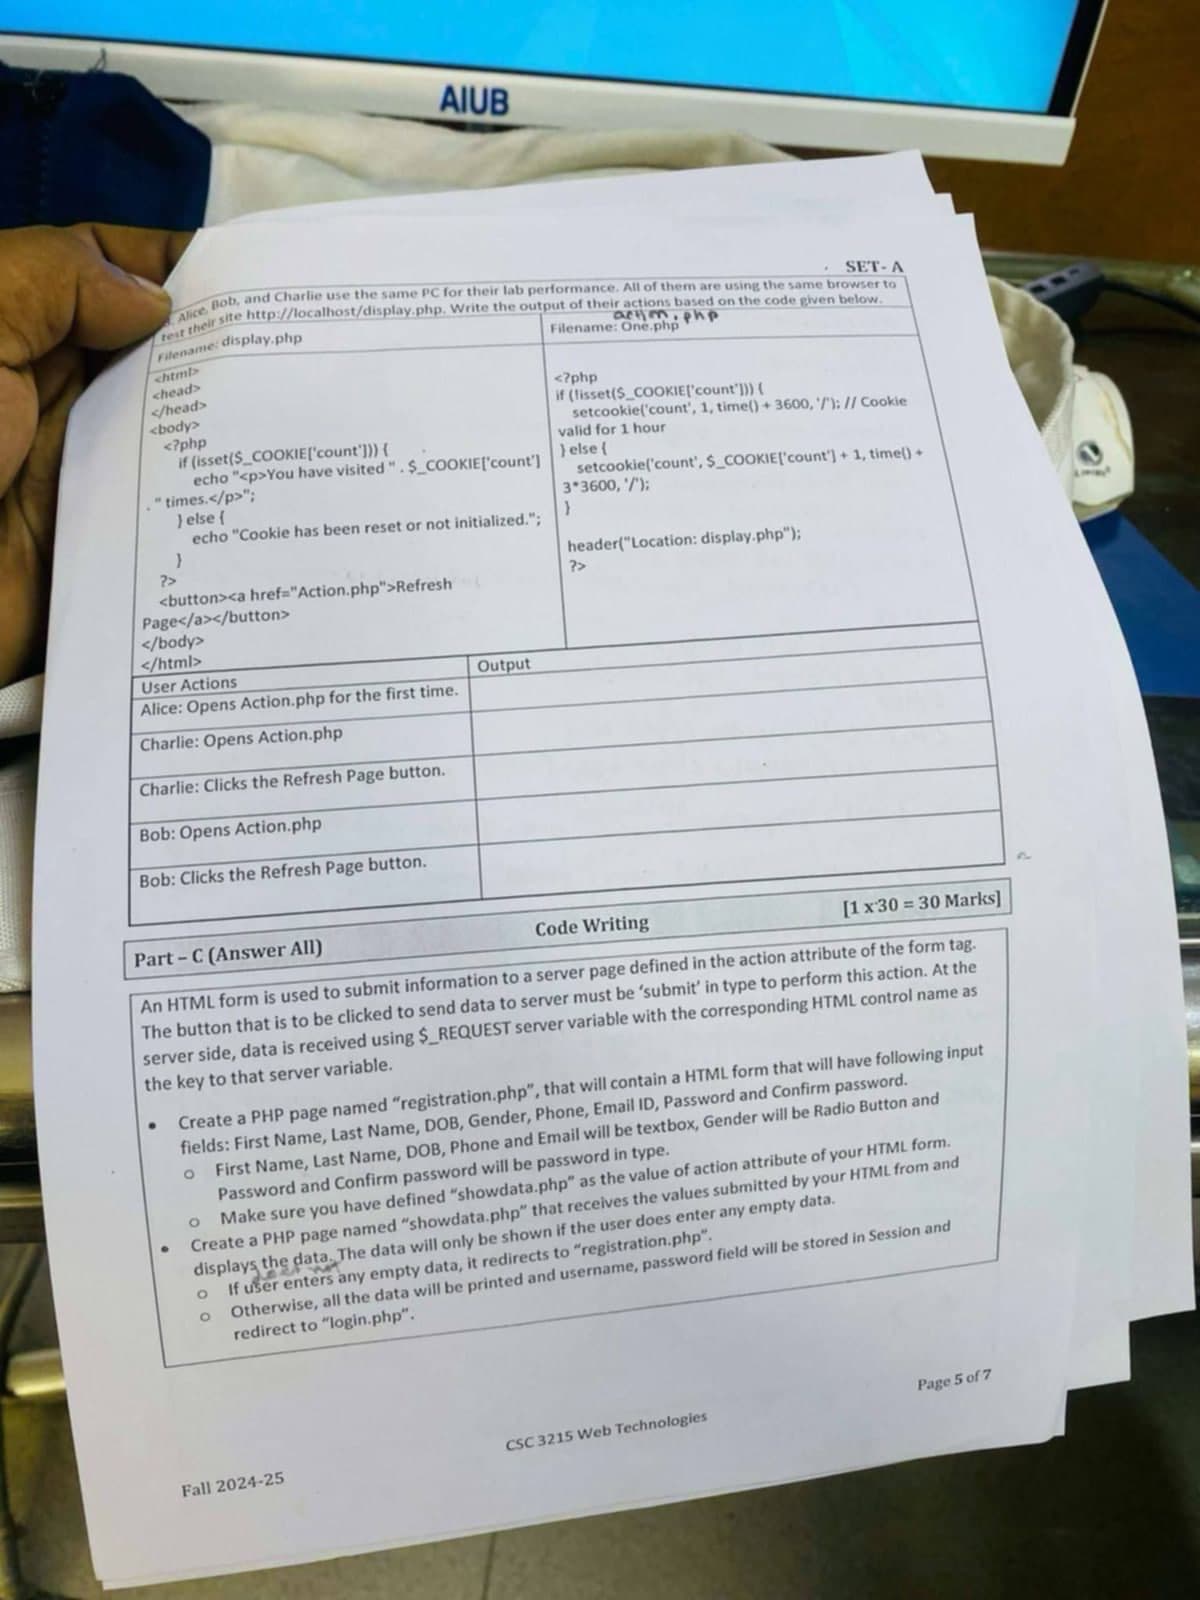 AIUB
SET- A
Alice, Bob, and Charlie use the same PC for their lab performance. All of them are using the same browser to
test their site http://localhost/display.php. Write the output of their actions based on the code given below.
Filename: display.php
action.php
Filename: One.php
<html>
<head>
</head>
<body>
<?php
if (isset($_COOKIE['count'])) {
echo "<p>You have visited " . $_COOKIE['count']
. " times.</p>";
} else {
echo "Cookie has been reset or not initialized.";
}
?>
<button><a href="Action.php">Refresh
Page</a></button>
</body>
</html>
<?php
if (!isset($_COOKIE['count'])) {
setcookie('count', 1, time() + 3600, '/'); // Cookie
valid for 1 hour
} else {
setcookie('count', $_COOKIE['count'] + 1, time() +
3*3600, '/');
}
header("Location: display.php");
?>
User Actions
Output
Alice: Opens Action.php for the first time.
Charlie: Opens Action.php
Charlie: Clicks the Refresh Page button.
Bob: Opens Action.php
Bob: Clicks the Refresh Page button.
Part – C (Answer All)
Code Writing
[1 x 30 = 30 Marks]
An HTML form is used to submit information to a server page defined in the action attribute of the form tag.
The button that is to be clicked to send data to server must be 'submit' in type to perform this action. At the
server side, data is received using $_REQUEST server variable with the corresponding HTML control name as
the key to that server variable.
• Create a PHP page named "registration.php", that will contain a HTML form that will have following input
fields: First Name, Last Name, DOB, Gender, Phone, Email ID, Password and Confirm password.
o First Name, Last Name, DOB, Phone and Email will be textbox, Gender will be Radio Button and
Password and Confirm password will be password in type.
o Make sure you have defined "showdata.php" as the value of action attribute of your HTML form.
• Create a PHP page named "showdata.php" that receives the values submitted by your HTML from and
displays the data. The data will only be shown if the user does enter any empty data.
does not
o If user enters any empty data, it redirects to "registration.php".
o Otherwise, all the data will be printed and username, password field will be stored in Session and
redirect to "login.php".
Page 5 of 7
CSC 3215 Web Technologies
Fall 2024-25